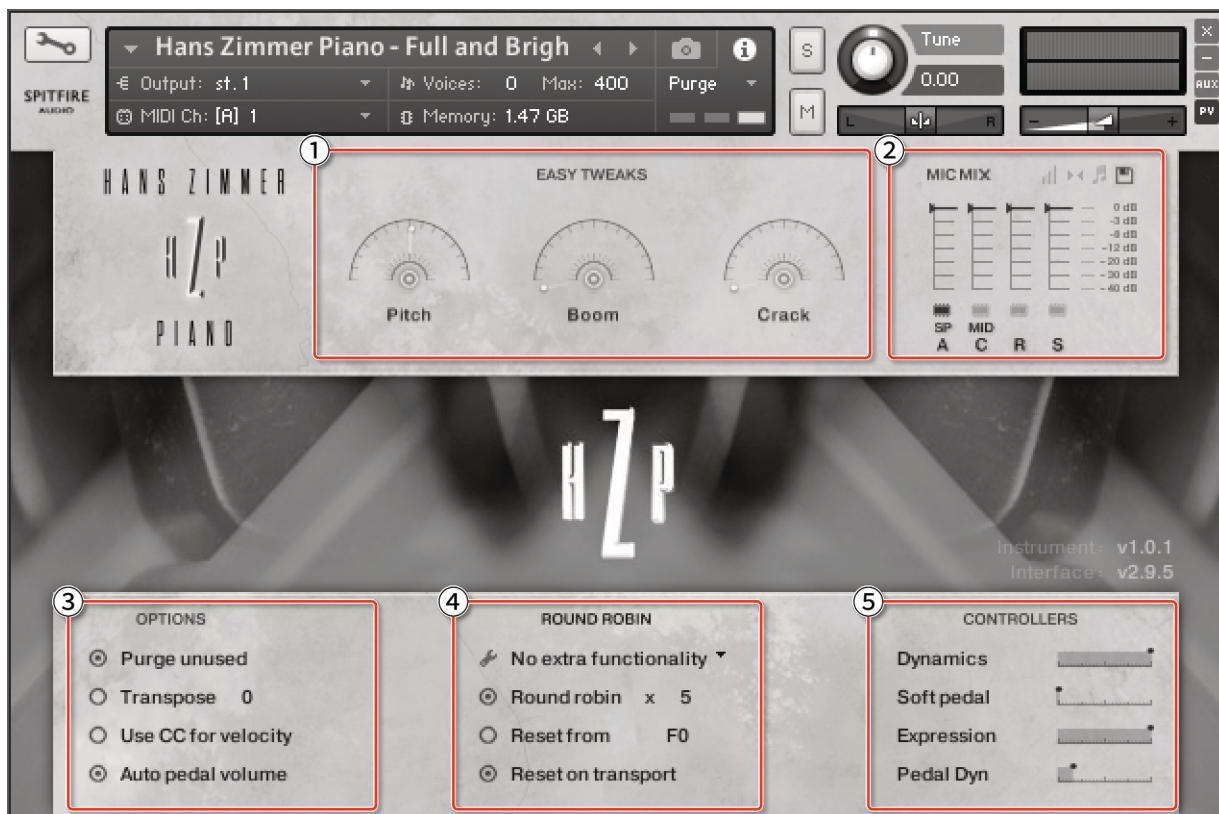 SPITFIRE
AUDIO
Hans Zimmer Piano - Full and Brigh
Output: st. 1
Voices: 0 Max: 400
Purge
MIDI Ch: [A] 1
Memory: 1.47 GB
S
M
Tune
0.00
L R
- +
X
-
AUX
PV
HANS ZIMMER
HZP
PIANO
1
EASY TWEAKS
Pitch
Boom
Crack
2
MIC MIX
0 dB
-3 dB
-12 dB
-20 dB
-30 dB
SP MID
A C R S
HZP
Instrument: v1.0.1
Interface: v2.9.5
3
OPTIONS
Purge unused
Transpose 0
Use CC for velocity
Auto pedal volume
4
ROUND ROBIN
No extra functionality
Round robin x 5
Reset from F0
Reset on transport
5
CONTROLLERS
Dynamics
Soft pedal
Expression
Pedal Dyn